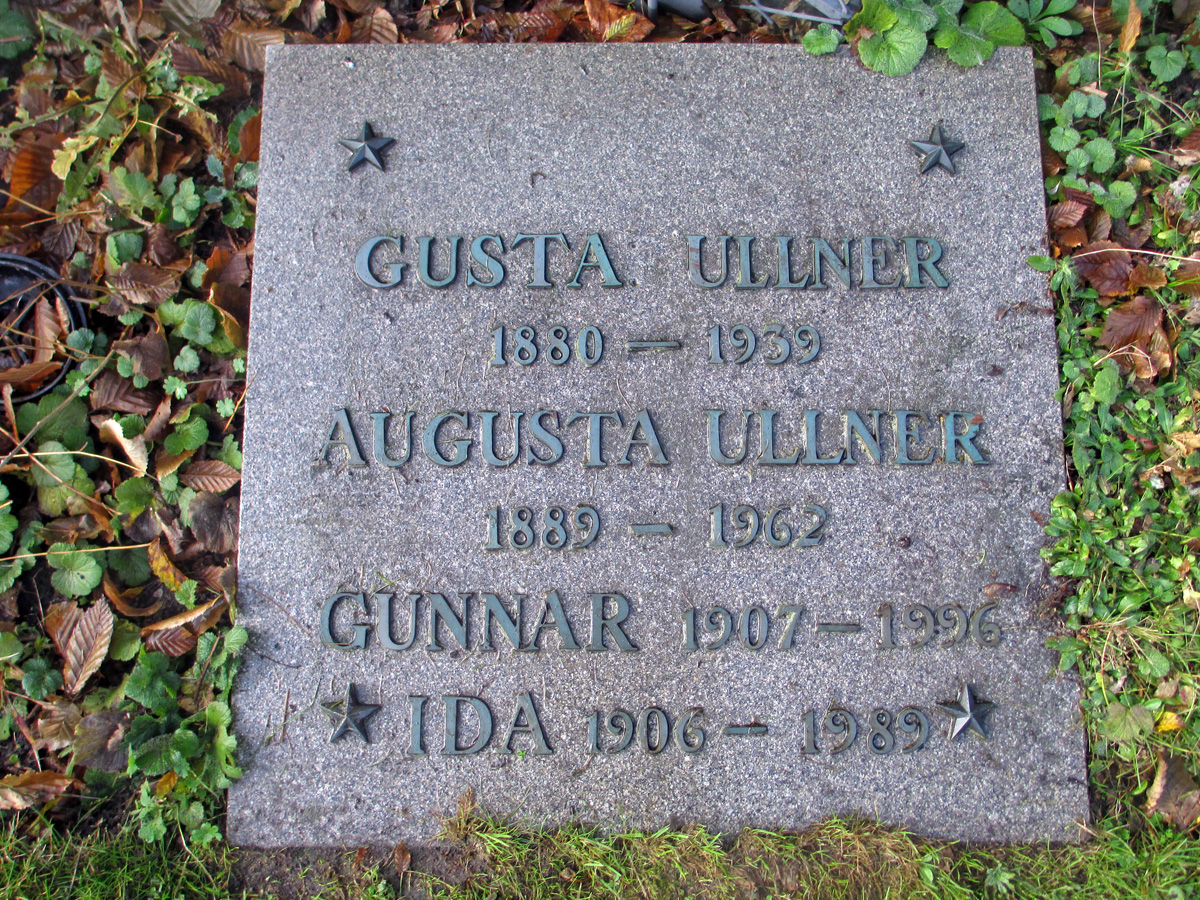 GUSTA ULLNER
1880 – 1939
AUGUSTA ULLNER
1889 – 1962
GUNNAR 1907 – 1996
IDA 1906 – 1989